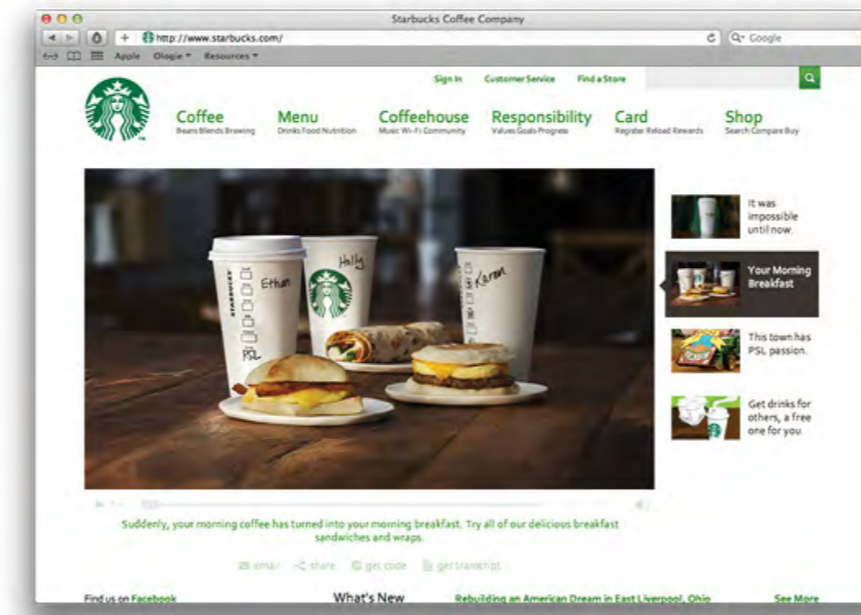 Starbucks Coffee Company
+ http://www.starbucks.com/
Google
Apple Ologie Resources
Sign In Customer Service Find a Store
Coffee Menu Coffeehouse Responsibility Card Shop
Beans Blends Brewing Drinks Food Nutrition Music Wi-Fi Community Values Goals Progress Register Reload Rewards Search Compare Buy
It was
impossible
until now.
Your Morning
Breakfast
This town has
PSL passion.
Get drinks for
others, a free
one for you.
STARBUCKS
Ethan
PSL
Holly
Karen
Suddenly, your morning coffee has turned into your morning breakfast. Try all of our delicious breakfast
sandwiches and wraps.
email share get code get transcript
Find us on Facebook What's New Rebuilding an American Dream in East Liverpool, Ohio See More